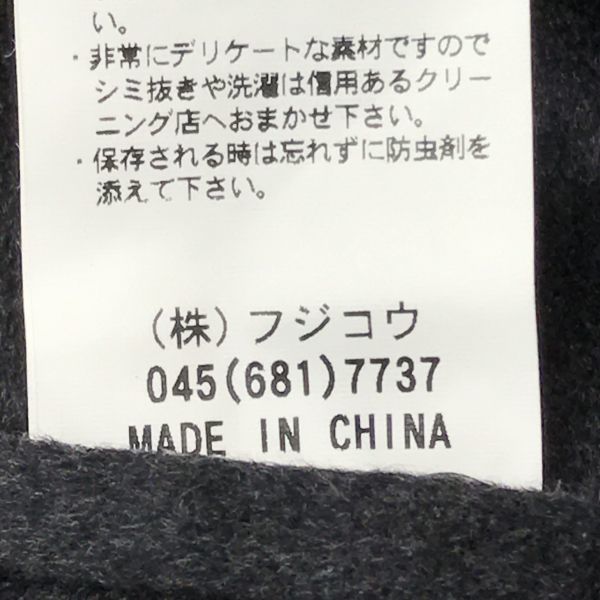 い。
・非常にデリケートな素材ですので
シミ抜きや洗濯は信用あるクリー
ニング店へおまかせ下さい。
・保存される時は忘れずに防虫剤を
添えて下さい。
(株)フジコウ
045(681)7737
MADE IN CHINA